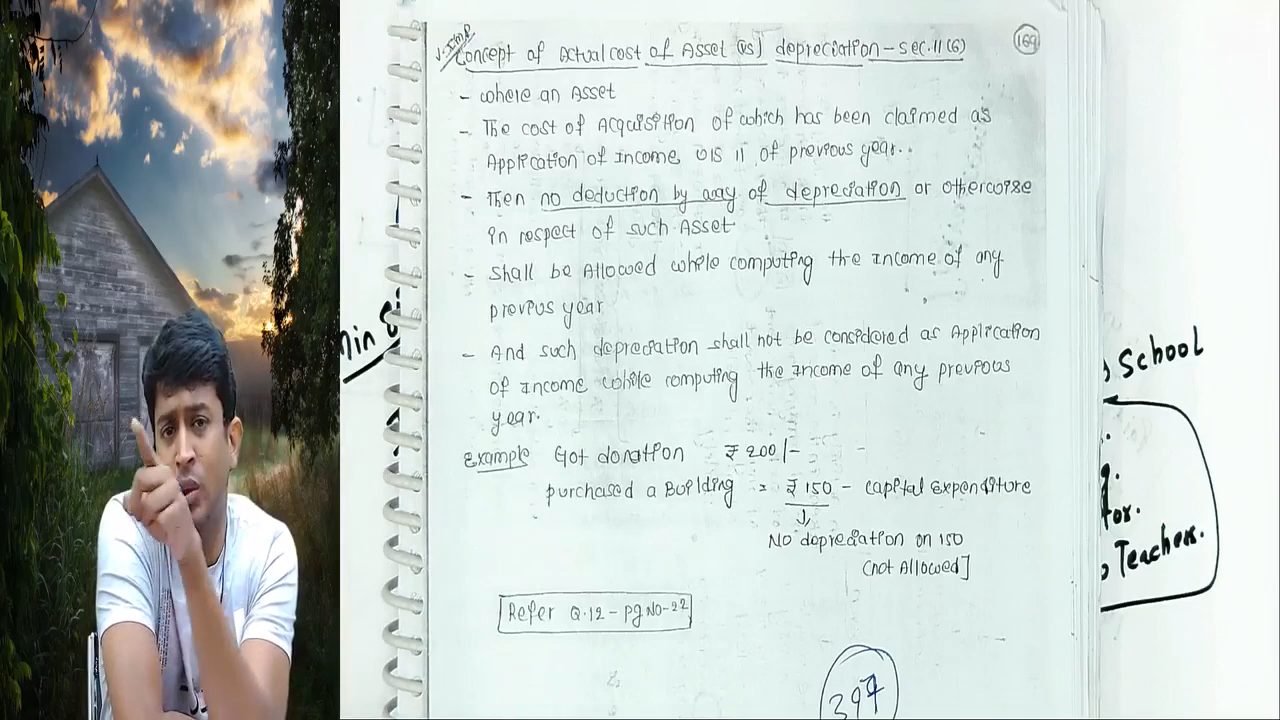 V.IMP
Concept of Actual cost of Asset (vs) depreciation - sec.11(6)
169
- where an Asset
- The cost of Acquisition of which has been claimed as
Application of Income u/s 11 of previous year..
- Then no deduction by way of depreciation or otherwise
in respect of such Asset.
- shall be Allowed while computing the Income of any
previous year
- And such depreciation shall not be considered as Application
of Income while computing the Income of any previous
year.
Example Got donation ₹ 200/-
purchased a Building = ₹ 150 - capital Expenditure
No depreciation on 150
(not Allowed]
Refer Q.12 - pg NO-22
397
School
Teacher.